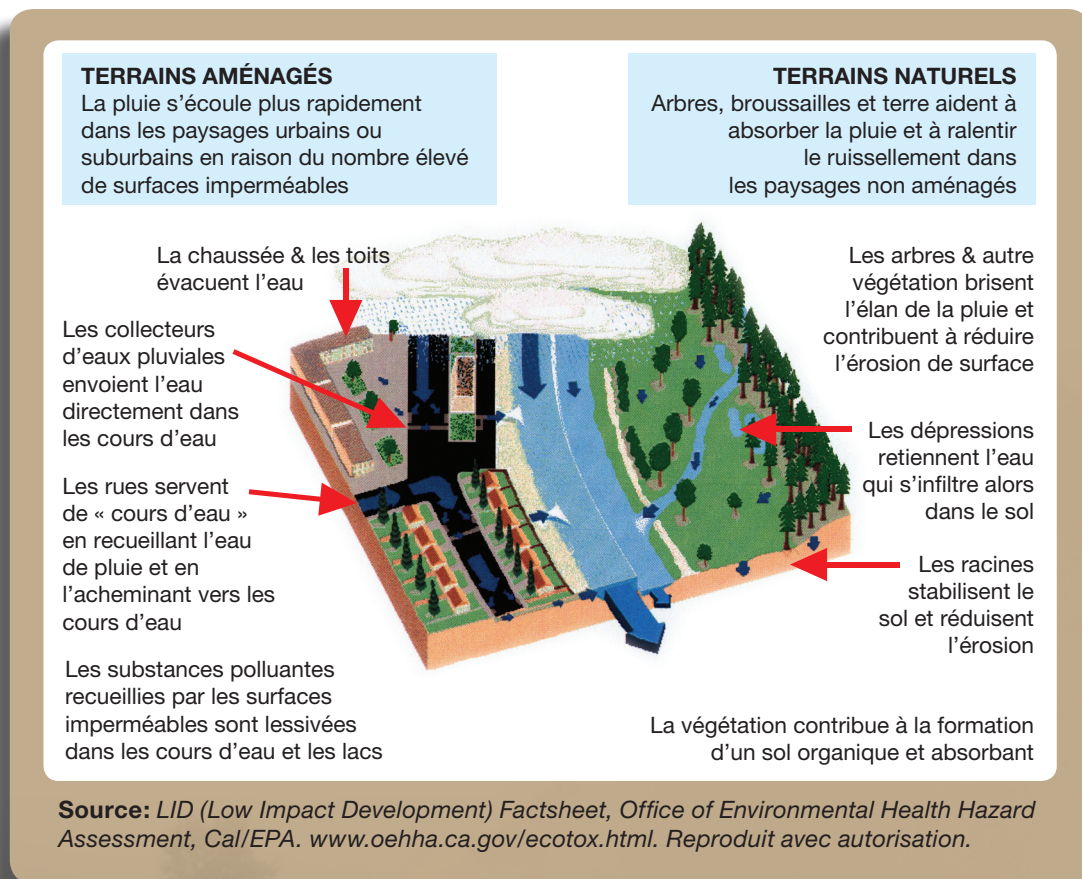 TERRAINS AMÉNAGÉS
La pluie s'écoule plus rapidement
dans les paysages urbains ou
suburbains en raison du nombre élevé
de surfaces imperméables
TERRAINS NATURELS
Arbres, broussailles et terre aident à
absorber la pluie et à ralentir
le ruissellement dans
les paysages non aménagés
La chaussée & les toits
évacuent l'eau
Les collecteurs
d'eaux pluviales
envoient l'eau
directement dans
les cours d'eau
Les rues servent
de « cours d'eau »
en recueillant l'eau
de pluie et en
l'acheminant vers les
cours d'eau
Les substances polluantes
recueillies par les surfaces
imperméables sont lessivées
dans les cours d'eau et les lacs
Les arbres & autre
végétation brisent
l'élan de la pluie et
contribuent à réduire
l'érosion de surface
Les dépressions
retiennent l'eau
qui s'infiltre alors
dans le sol
Les racines
stabilisent le
sol et réduisent
l'érosion
La végétation contribue à la formation
d'un sol organique et absorbant
Source: LID (Low Impact Development) Factsheet, Office of Environmental Health Hazard
Assessment, Cal/EPA. www.oehha.ca.gov/ecotox.html. Reproduit avec autorisation.